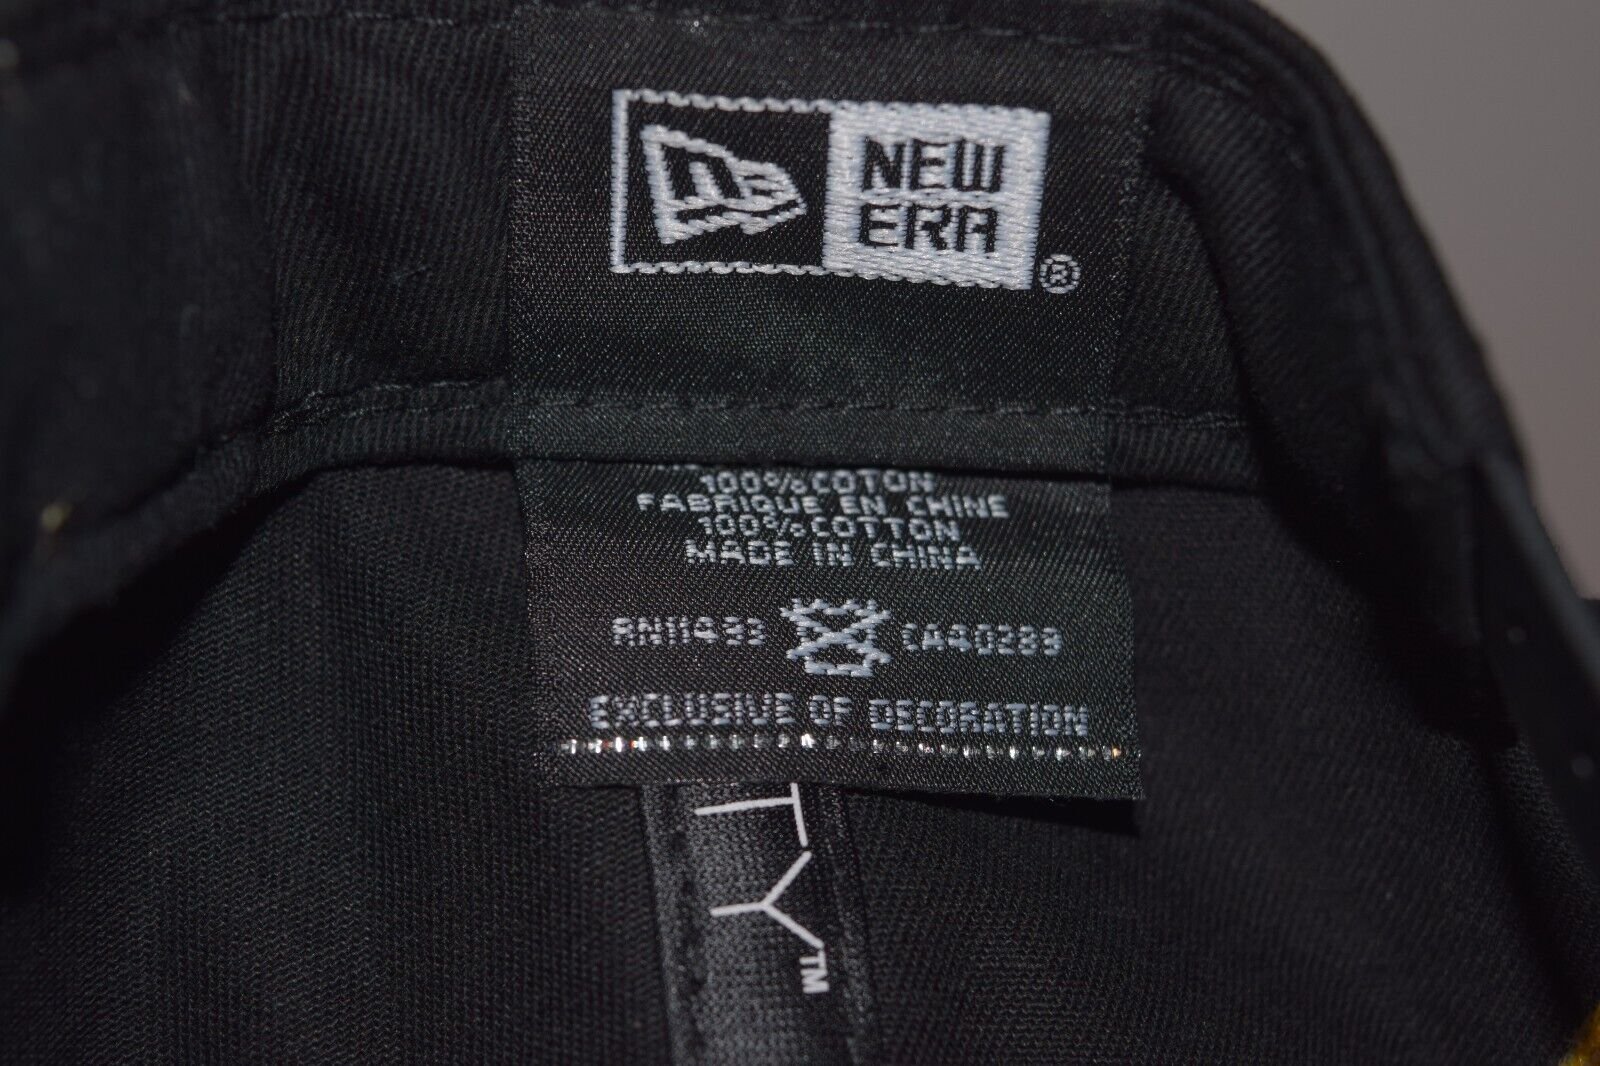 NEW
ERA
®
100% COTON
FABRIQUE EN CHINE
100% COTTON
MADE IN CHINA
RN11493 CA40289
EXCLUSIVE OF DECORATION
TY™